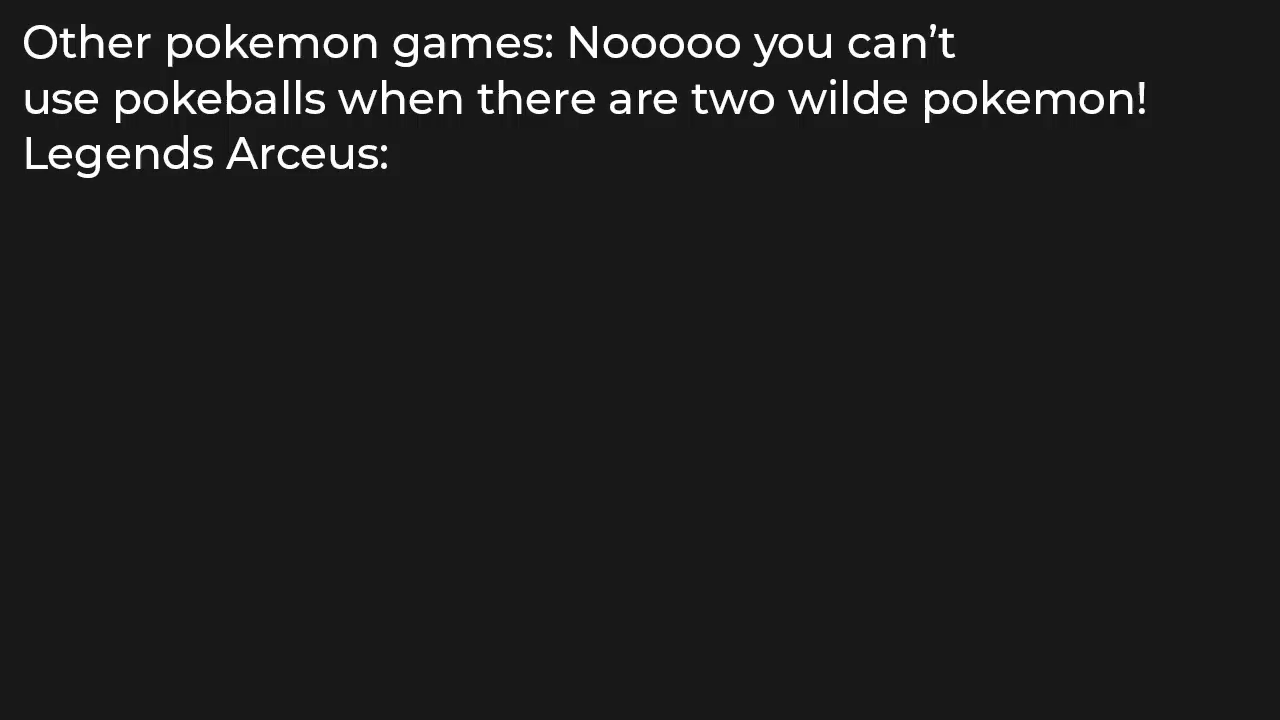 Other pokemon games: Nooooo you can’t
use pokeballs when there are two wilde pokemon!
Legends Arceus: